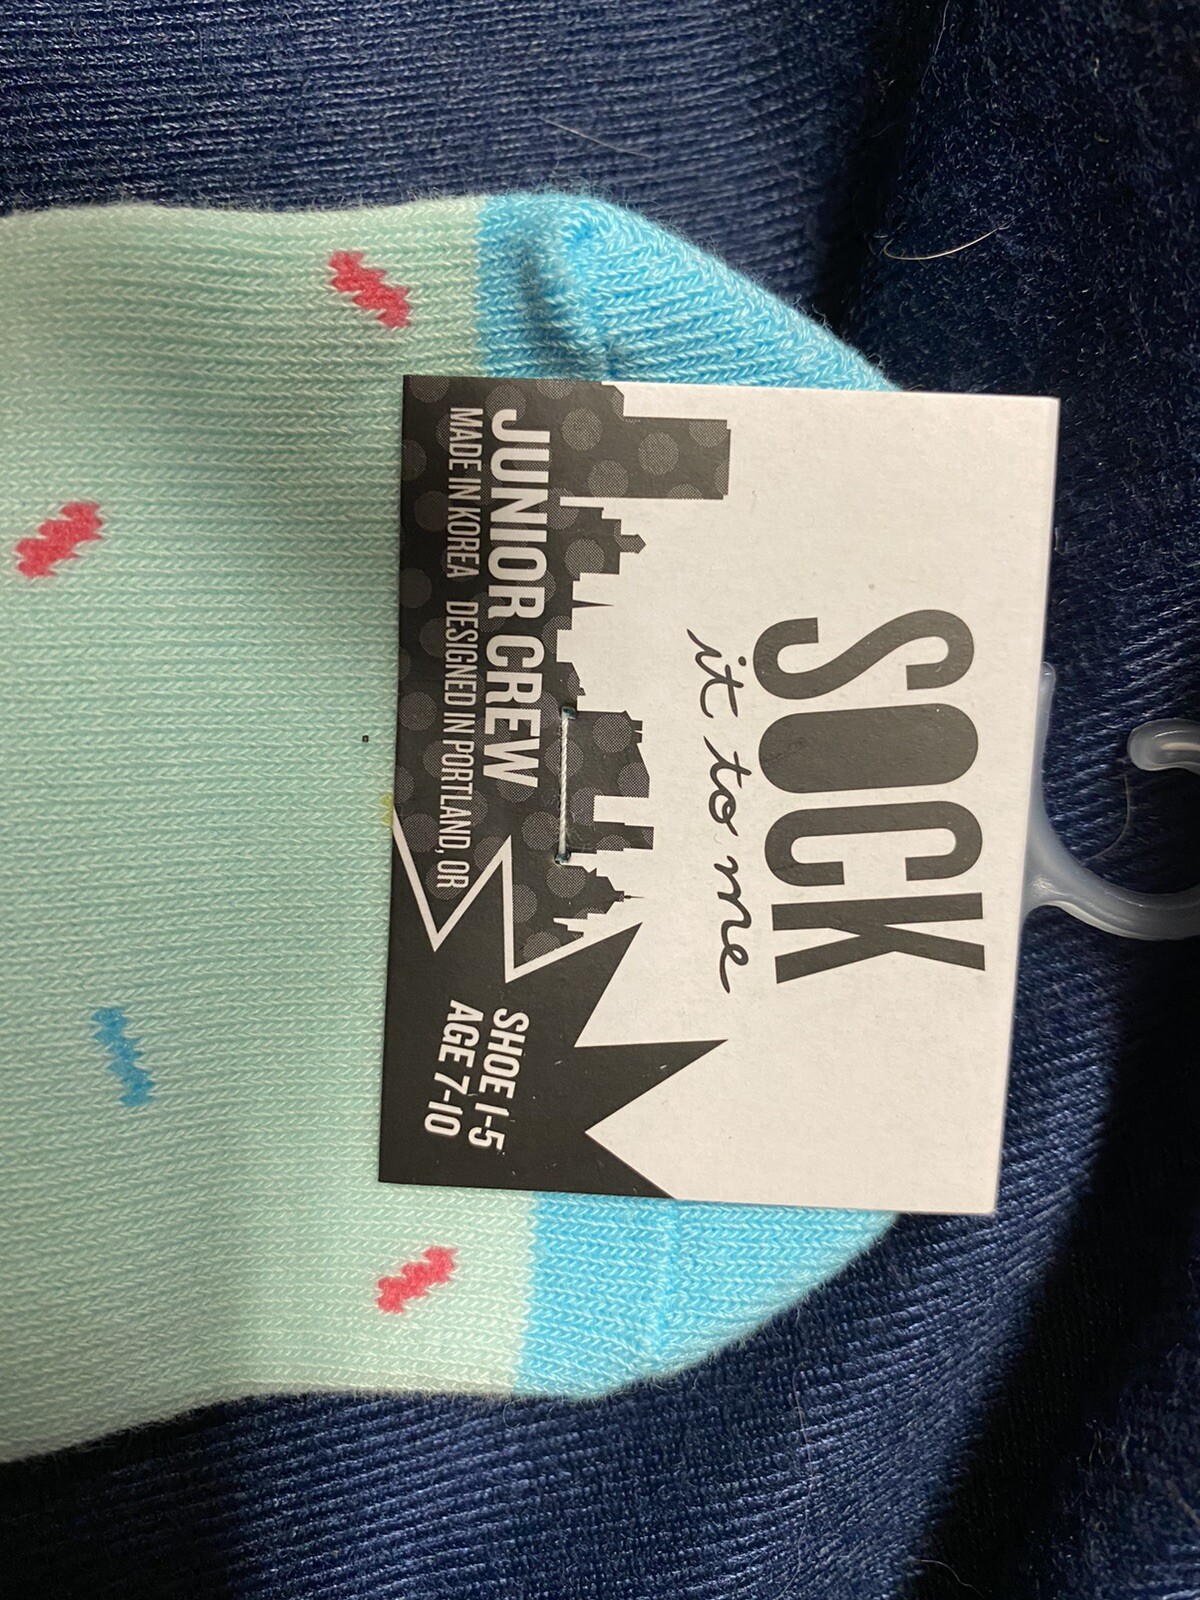 SOCK
it to me
JUNIOR CREW
MADE IN KOREA DESIGNED IN PORTLAND, OR
SHOE 1-5
AGE 7-10